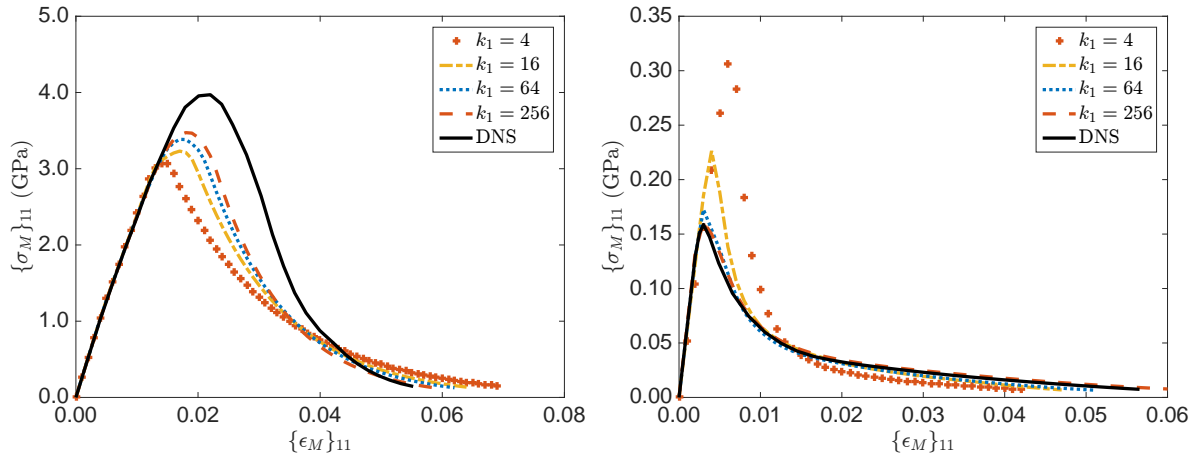 5.0
4.0
3.0
2.0
1.0
0.0
0.00
0.02
0.04
0.06
0.08
{σ_M}_11 (GPa)
{ϵ_M}_11
k_1 = 4
k_1 = 16
k_1 = 64
k_1 = 256
DNS
0.35
0.30
0.25
0.20
0.15
0.10
0.05
0.00
0.00
0.01
0.02
0.03
0.04
0.05
0.06
{σ_M}_11 (GPa)
{ϵ_M}_11
k_1 = 4
k_1 = 16
k_1 = 64
k_1 = 256
DNS